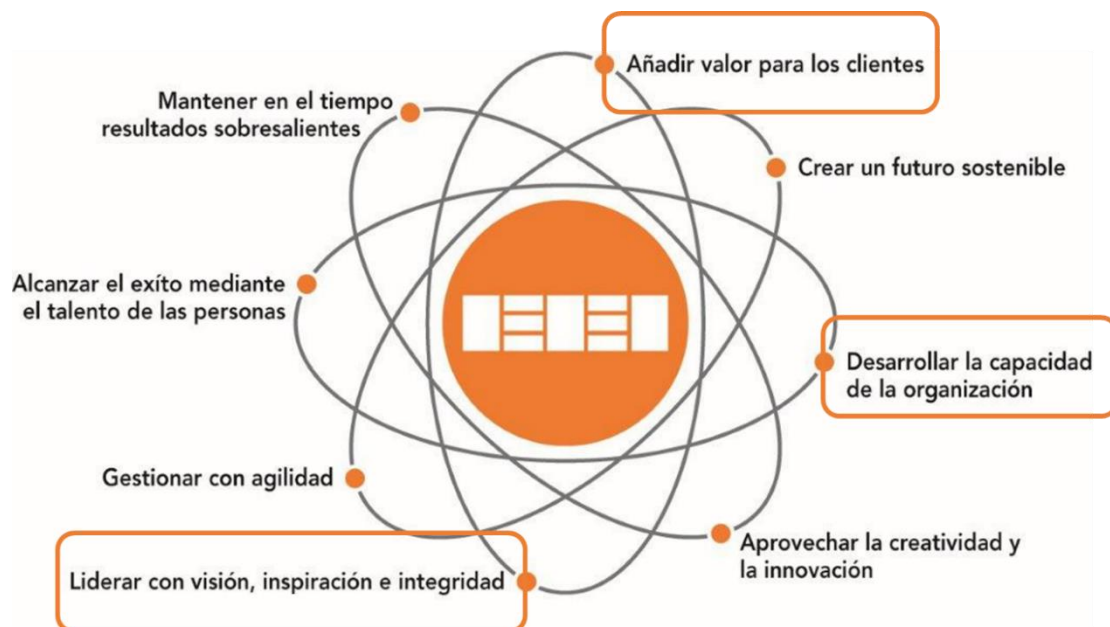 Añadir valor para los clientes
Mantener en el tiempo
resultados sobresalientes
Crear un futuro sostenible
Alcanzar el exíto mediante
el talento de las personas
Desarrollar la capacidad
de la organización
Gestionar con agilidad
Aprovechar la creatividad y
la innovación
Liderar con visión, inspiración e integridad